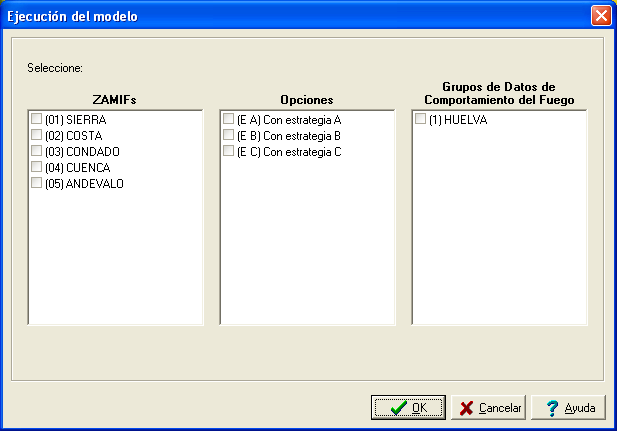 Ejecución del modelo
Seleccione:
ZAMIFs
(01) SIERRA
(02) COSTA
(03) CONDADO
(04) CUENCA
(05) ANDEVALO
Opciones
(E A) Con estrategia A
(E B) Con estrategia B
(E C) Con estrategia C
Grupos de Datos de
Comportamiento del Fuego
(1) HUELVA
OK
Cancelar
Ayuda